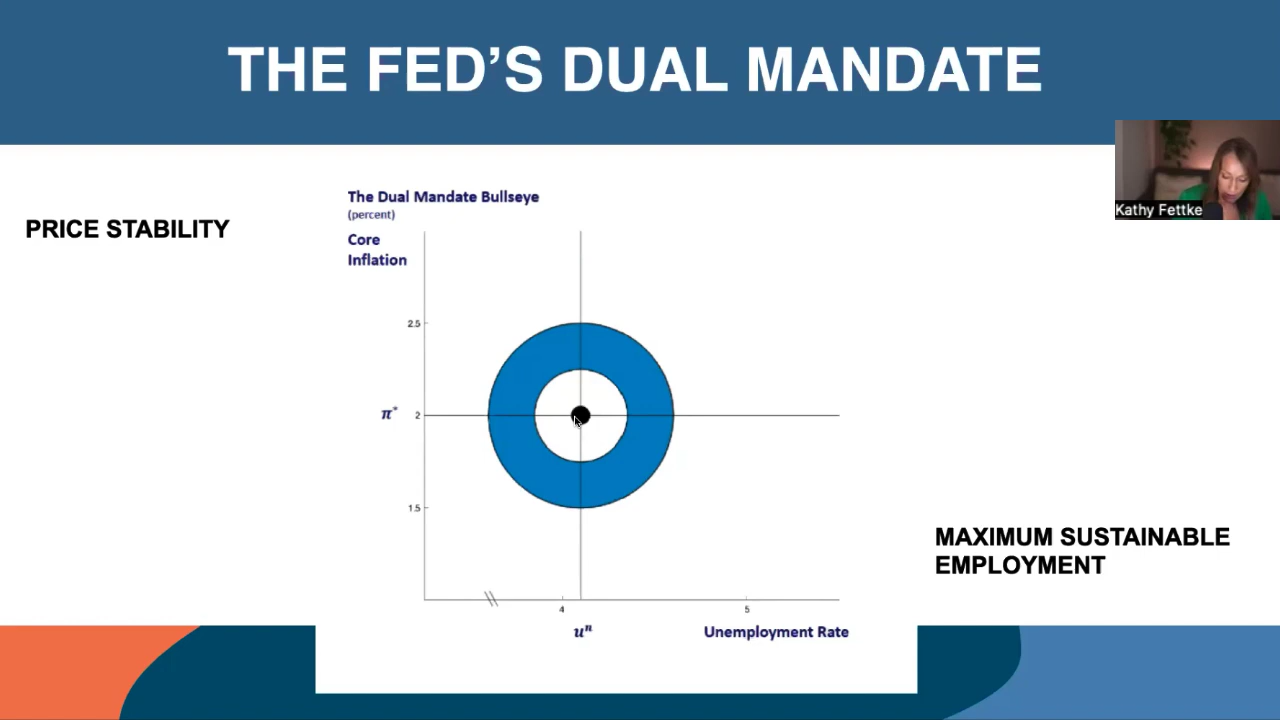 THE FED’S DUAL MANDATE
Kathy Fettke
PRICE STABILITY
The Dual Mandate Bullseye
(percent)
Core
Inflation
2.5
π* 2
1.5
4 5
uⁿ Unemployment Rate
MAXIMUM SUSTAINABLE
EMPLOYMENT